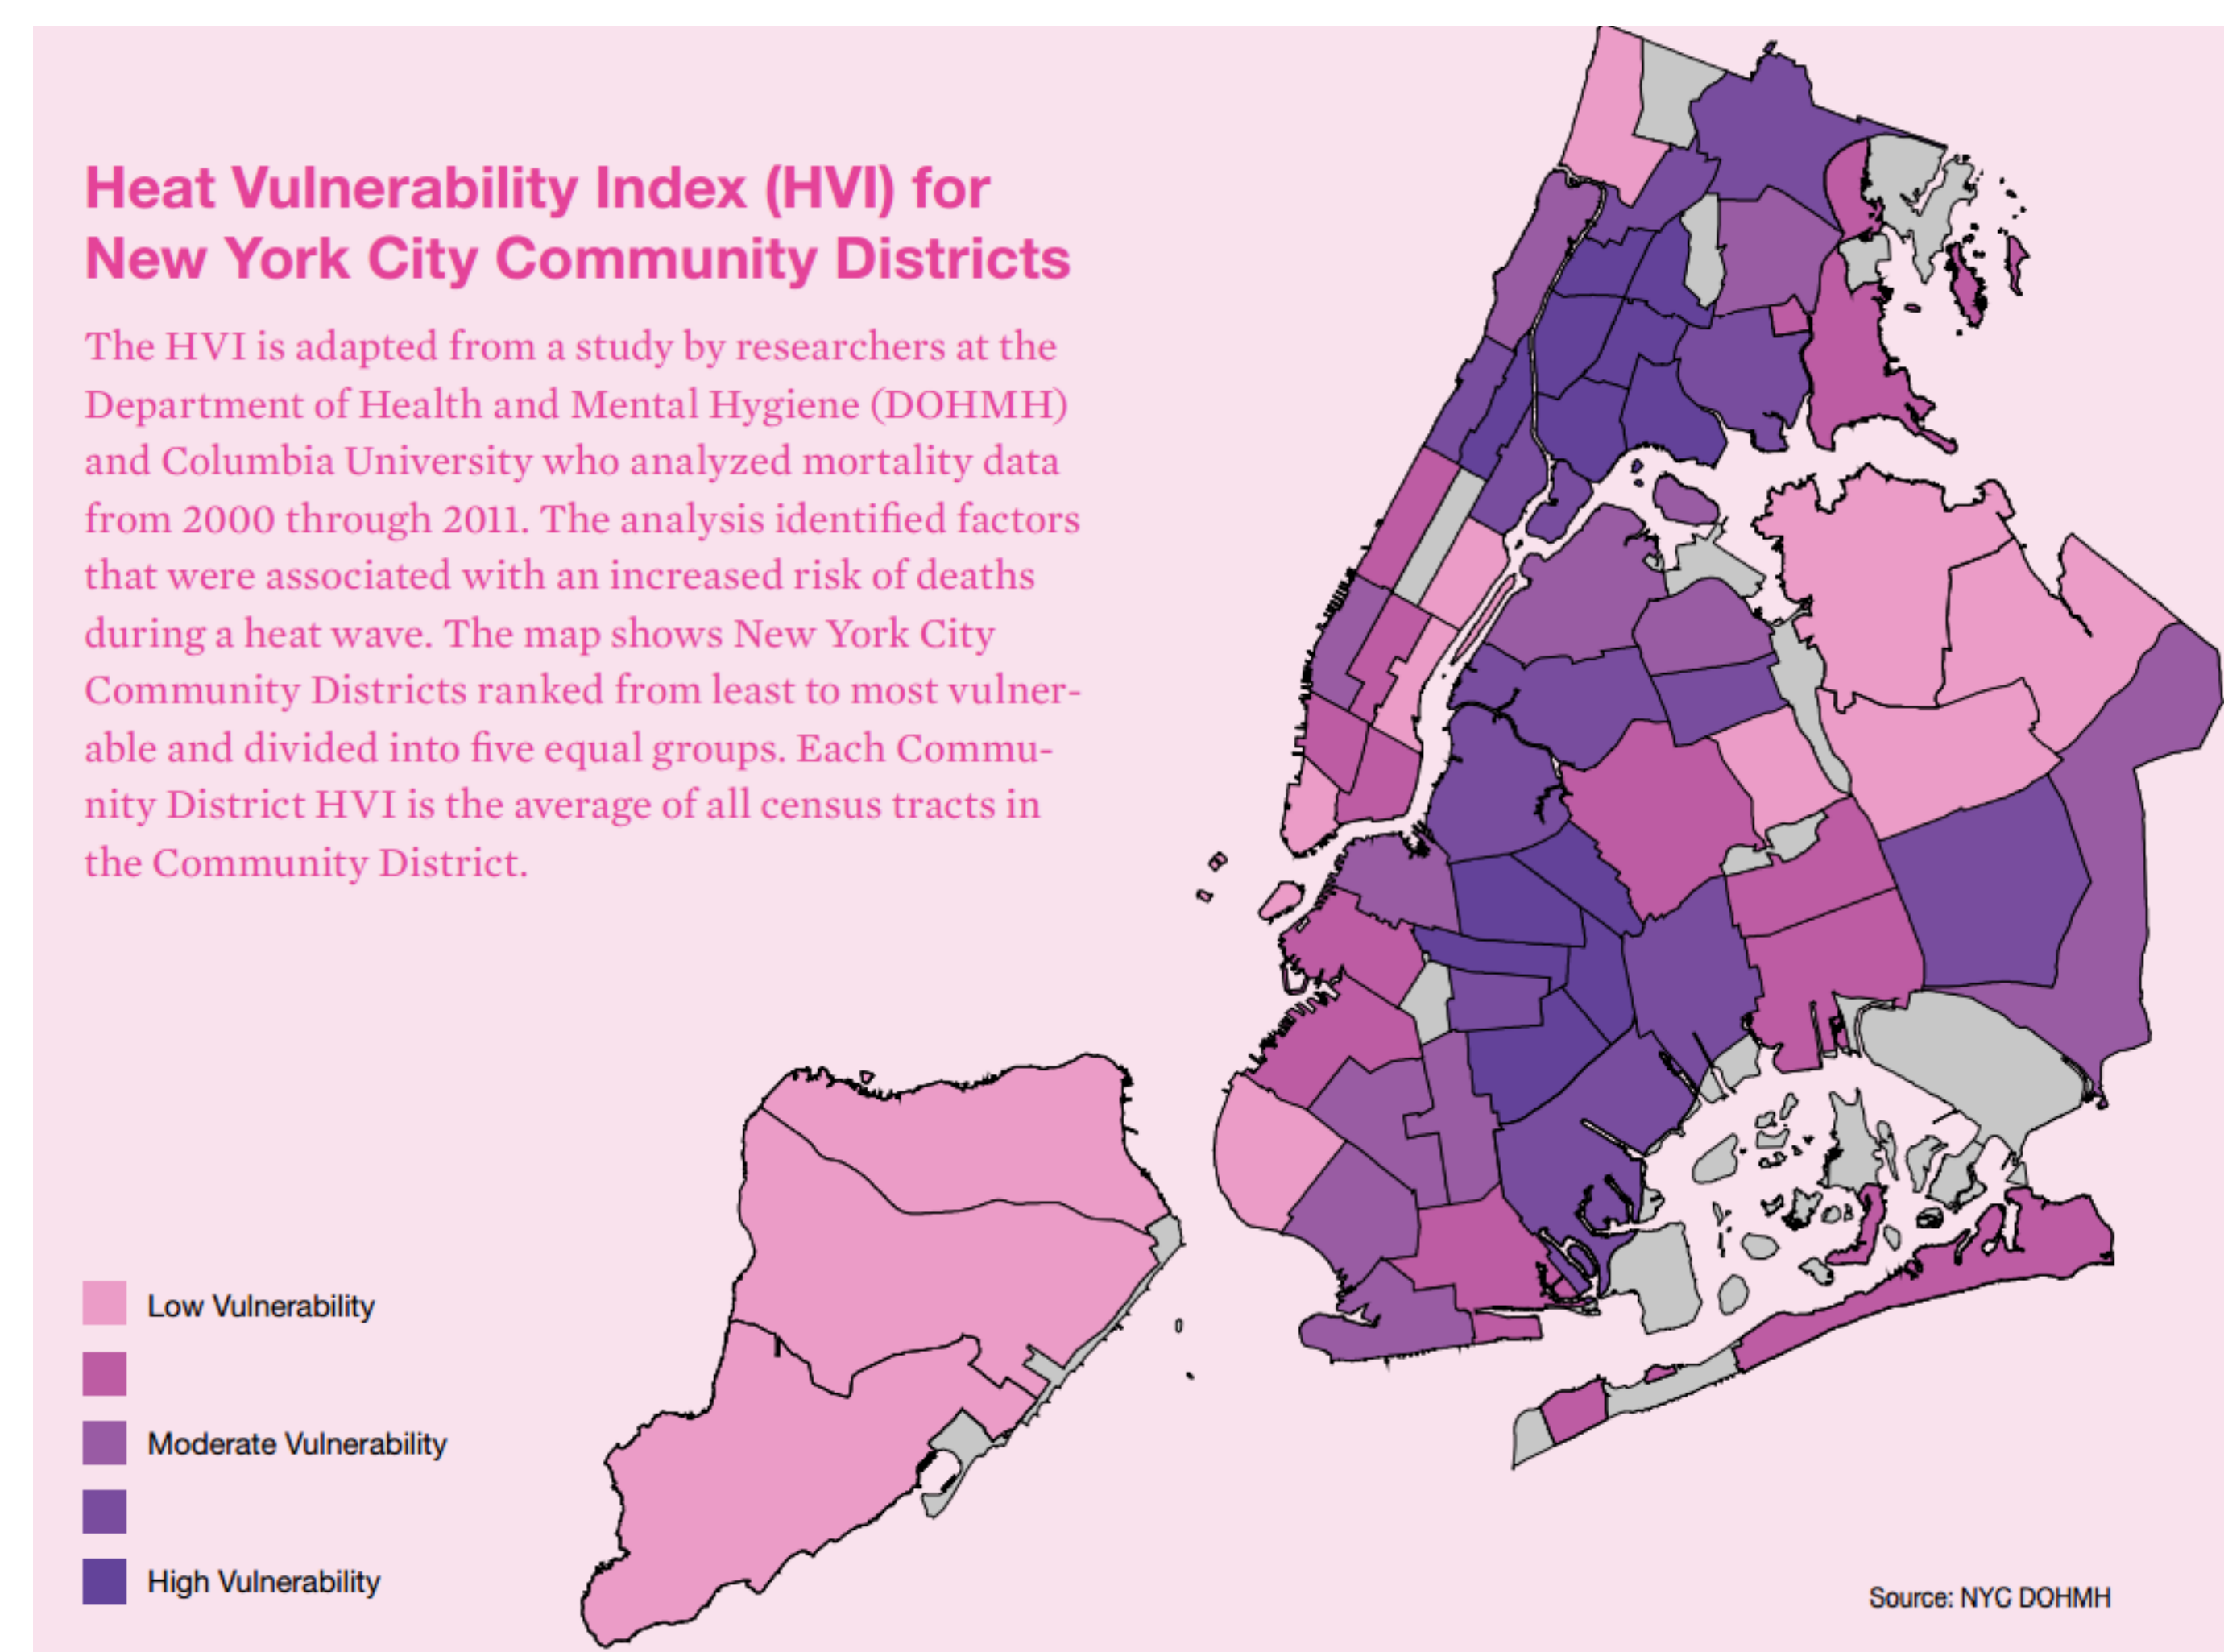 Heat Vulnerability Index (HVI) for
New York City Community Districts
The HVI is adapted from a study by researchers at the
Department of Health and Mental Hygiene (DOHMH)
and Columbia University who analyzed mortality data
from 2000 through 2011. The analysis identified factors
that were associated with an increased risk of deaths
during a heat wave. The map shows New York City
Community Districts ranked from least to most vulner-
able and divided into five equal groups. Each Commu-
nity District HVI is the average of all census tracts in
the Community District.
Low Vulnerability
Moderate Vulnerability
High Vulnerability
Source: NYC DOHMH